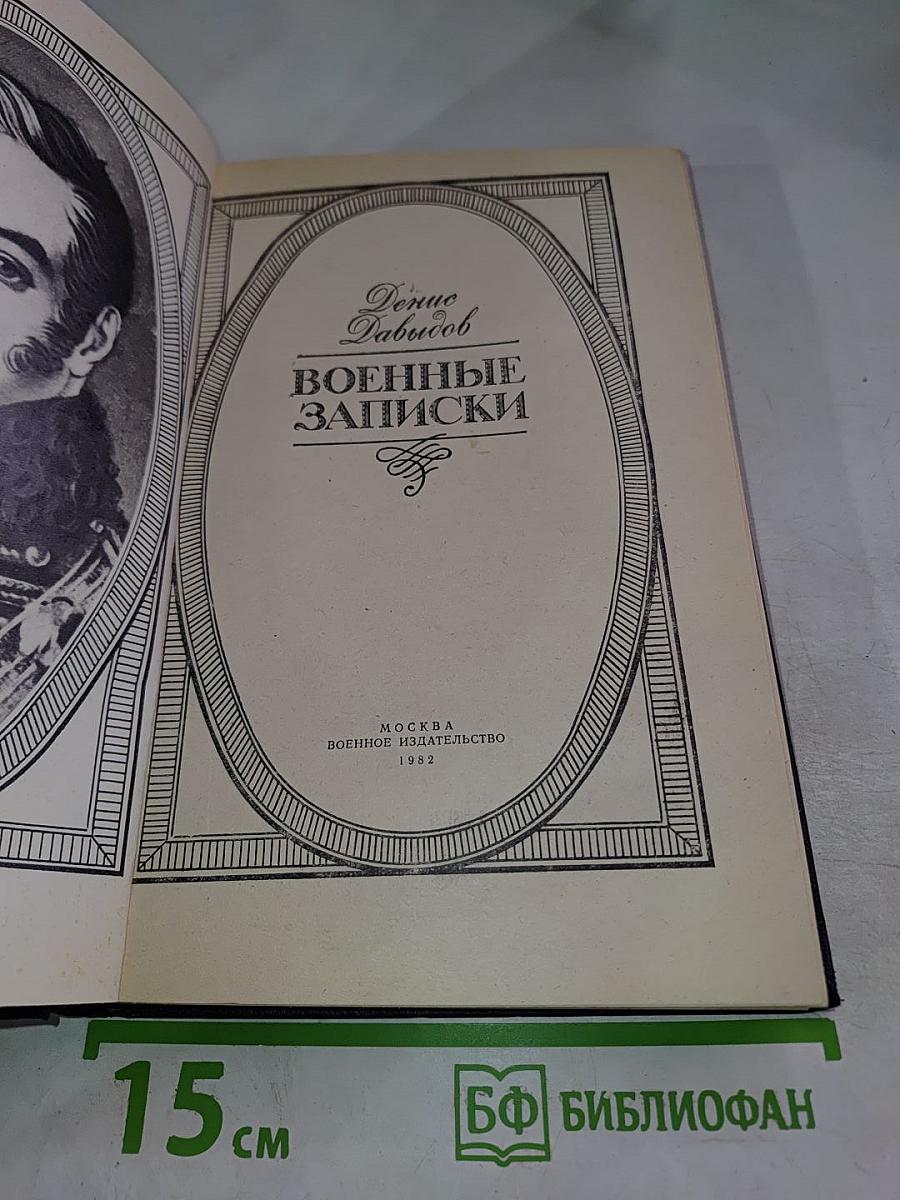 Денис
Давыдов
ВОЕННЫЕ
ЗАПИСКИ
МОСКВА
ВОЕННОЕ ИЗДАТЕЛЬСТВО
1982
15 см
БФ БИБЛИОФАН